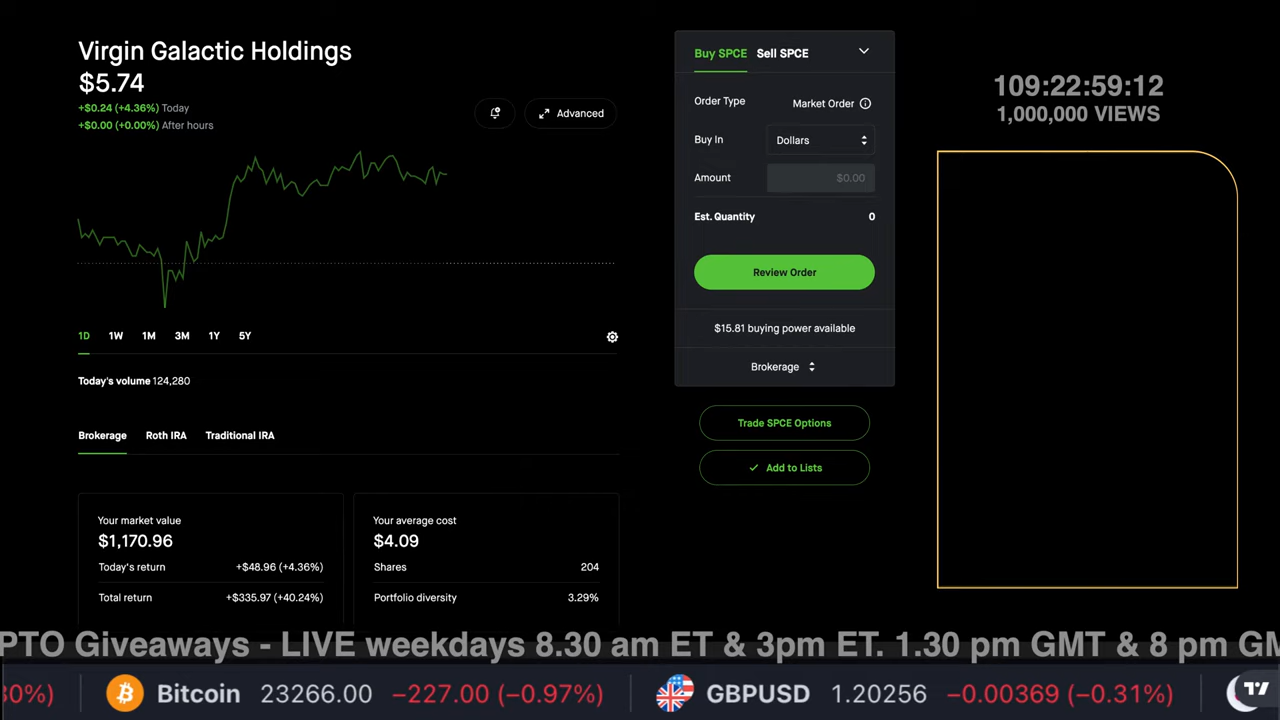 Virgin Galactic Holdings
$5.74
+$0.24 (+4.36%) Today
+$0.00 (+0.00%) After hours
Advanced
1D 1W 1M 3M 1Y 5Y
Today's volume 124,280
Brokerage Roth IRA Traditional IRA
Your market value
$1,170.96
Today's return +$48.96 (+4.36%)
Total return +$335.97 (+40.24%)
Your average cost
$4.09
Shares 204
Portfolio diversity 3.29%
Buy SPCE Sell SPCE
Order Type Market Order
Buy In Dollars
Amount $0.00
Est. Quantity 0
Review Order
$15.81 buying power available
Brokerage
Trade SPCE Options
Add to Lists
109:22:59:12
1,000,000 VIEWS
PTO Giveaways - LIVE weekdays 8.30 am ET & 3pm ET. 1.30 pm GMT & 8 pm GM
30%) Bitcoin 23266.00 −227.00 (−0.97%) GBPUSD 1.20256 −0.00369 (−0.31%)